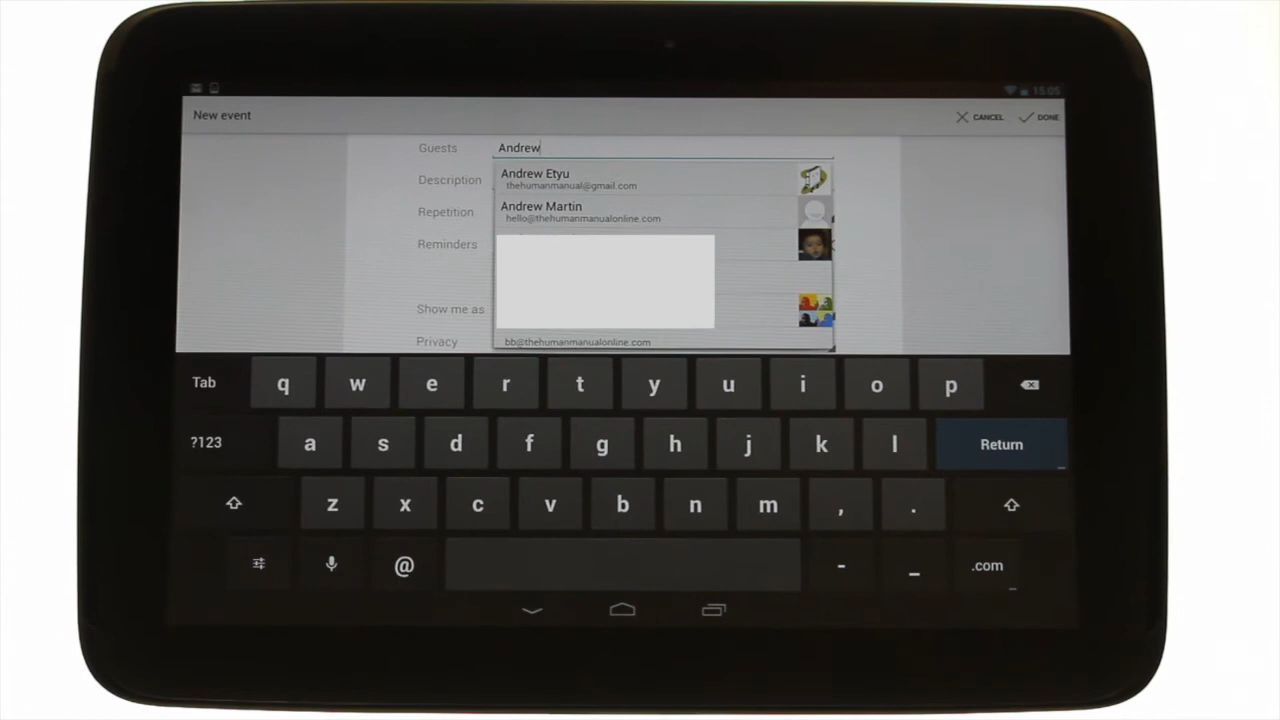 15:05
New event
CANCEL
DONE
Guests
Andrew
Andrew Etyu
thehumanmanual@gmail.com
Description
Andrew Martin
hello@thehumanmanualonline.com
Repetition
Reminders
Show me as
Privacy
bb@thehumanmanualonline.com
Tab q w e r t y u i o p
?123 a s d f g h j k l Return
z x c v b n m , .
@ - _ .com